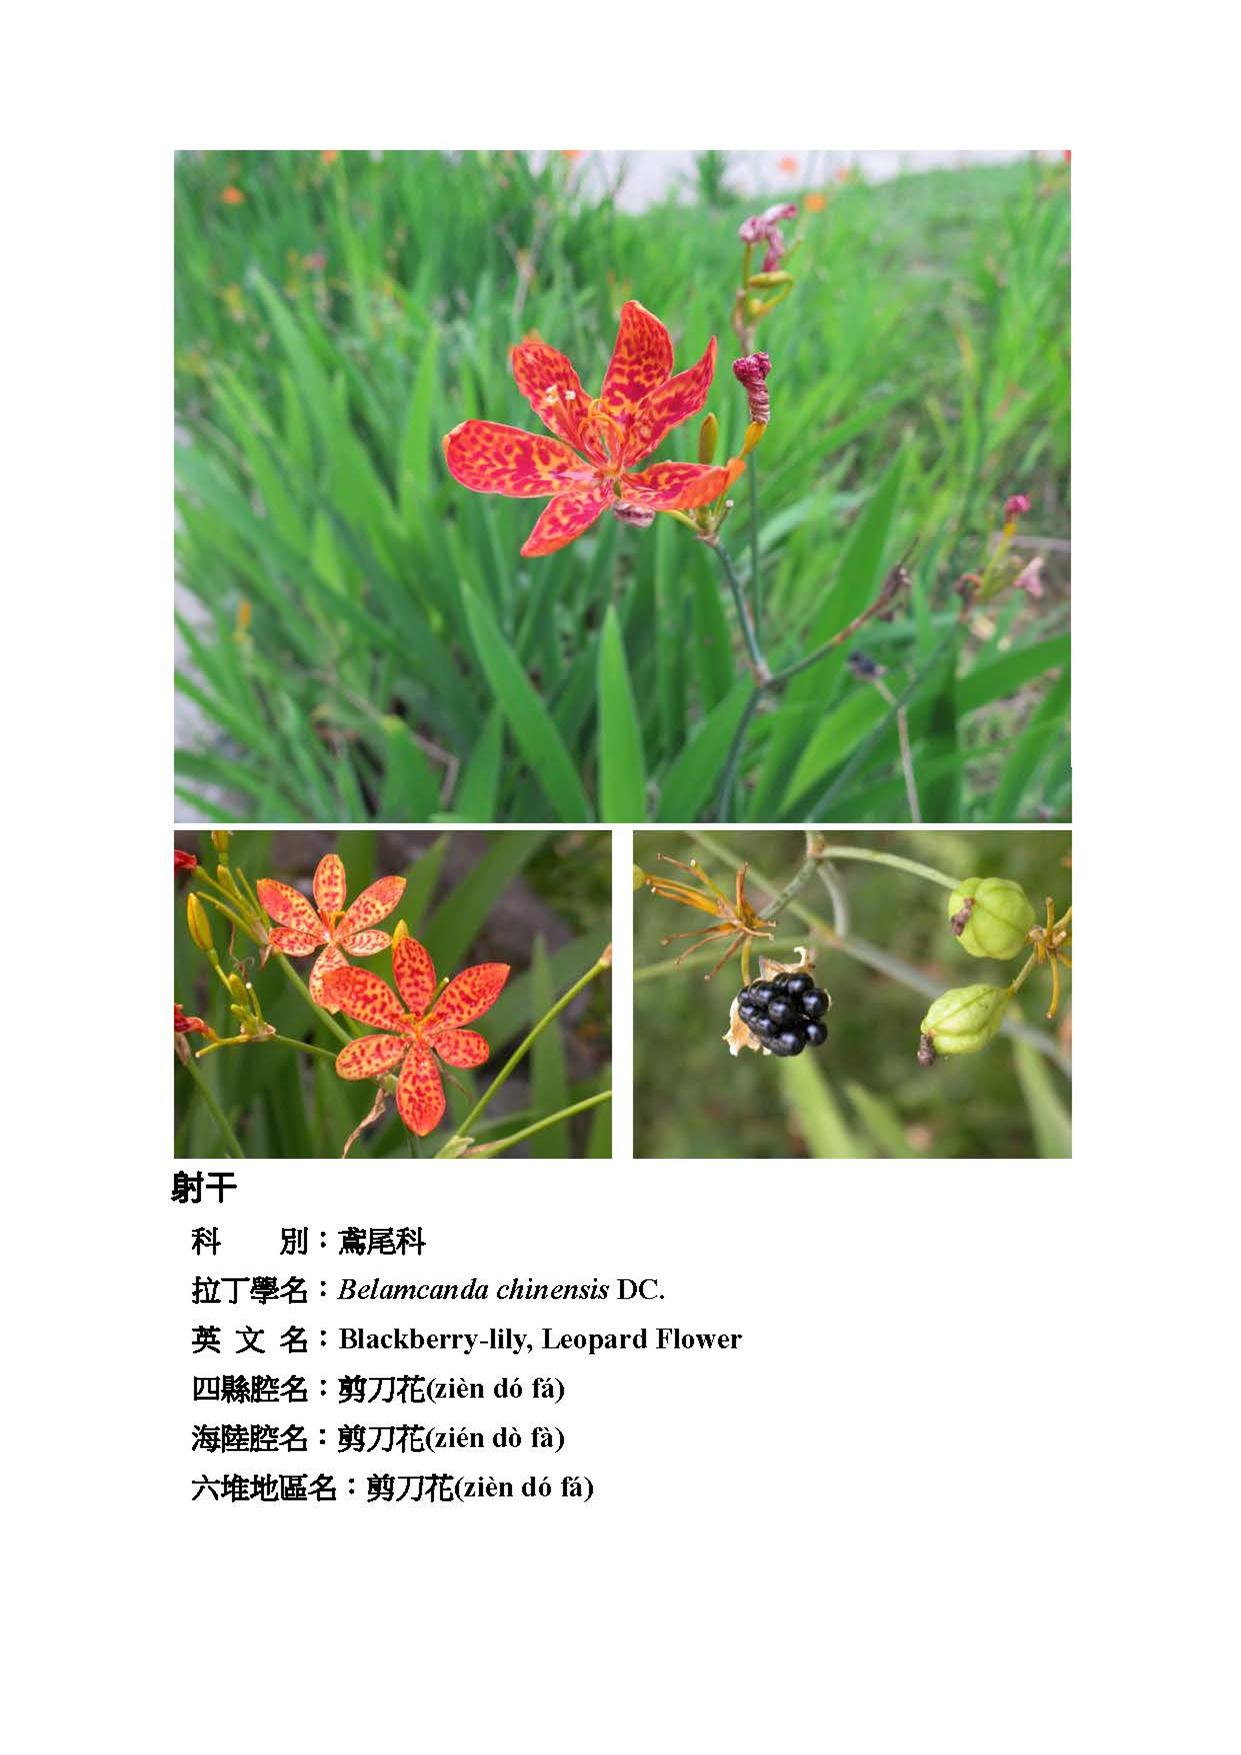 射干
科　　別：鳶尾科
拉丁學名：Belamcanda chinensis DC.
英 文 名：Blackberry-lily, Leopard Flower
四縣腔名：剪刀花(zièn dó fá)
海陸腔名：剪刀花(zién dò fà)
六堆地區名：剪刀花(zièn dó fá)